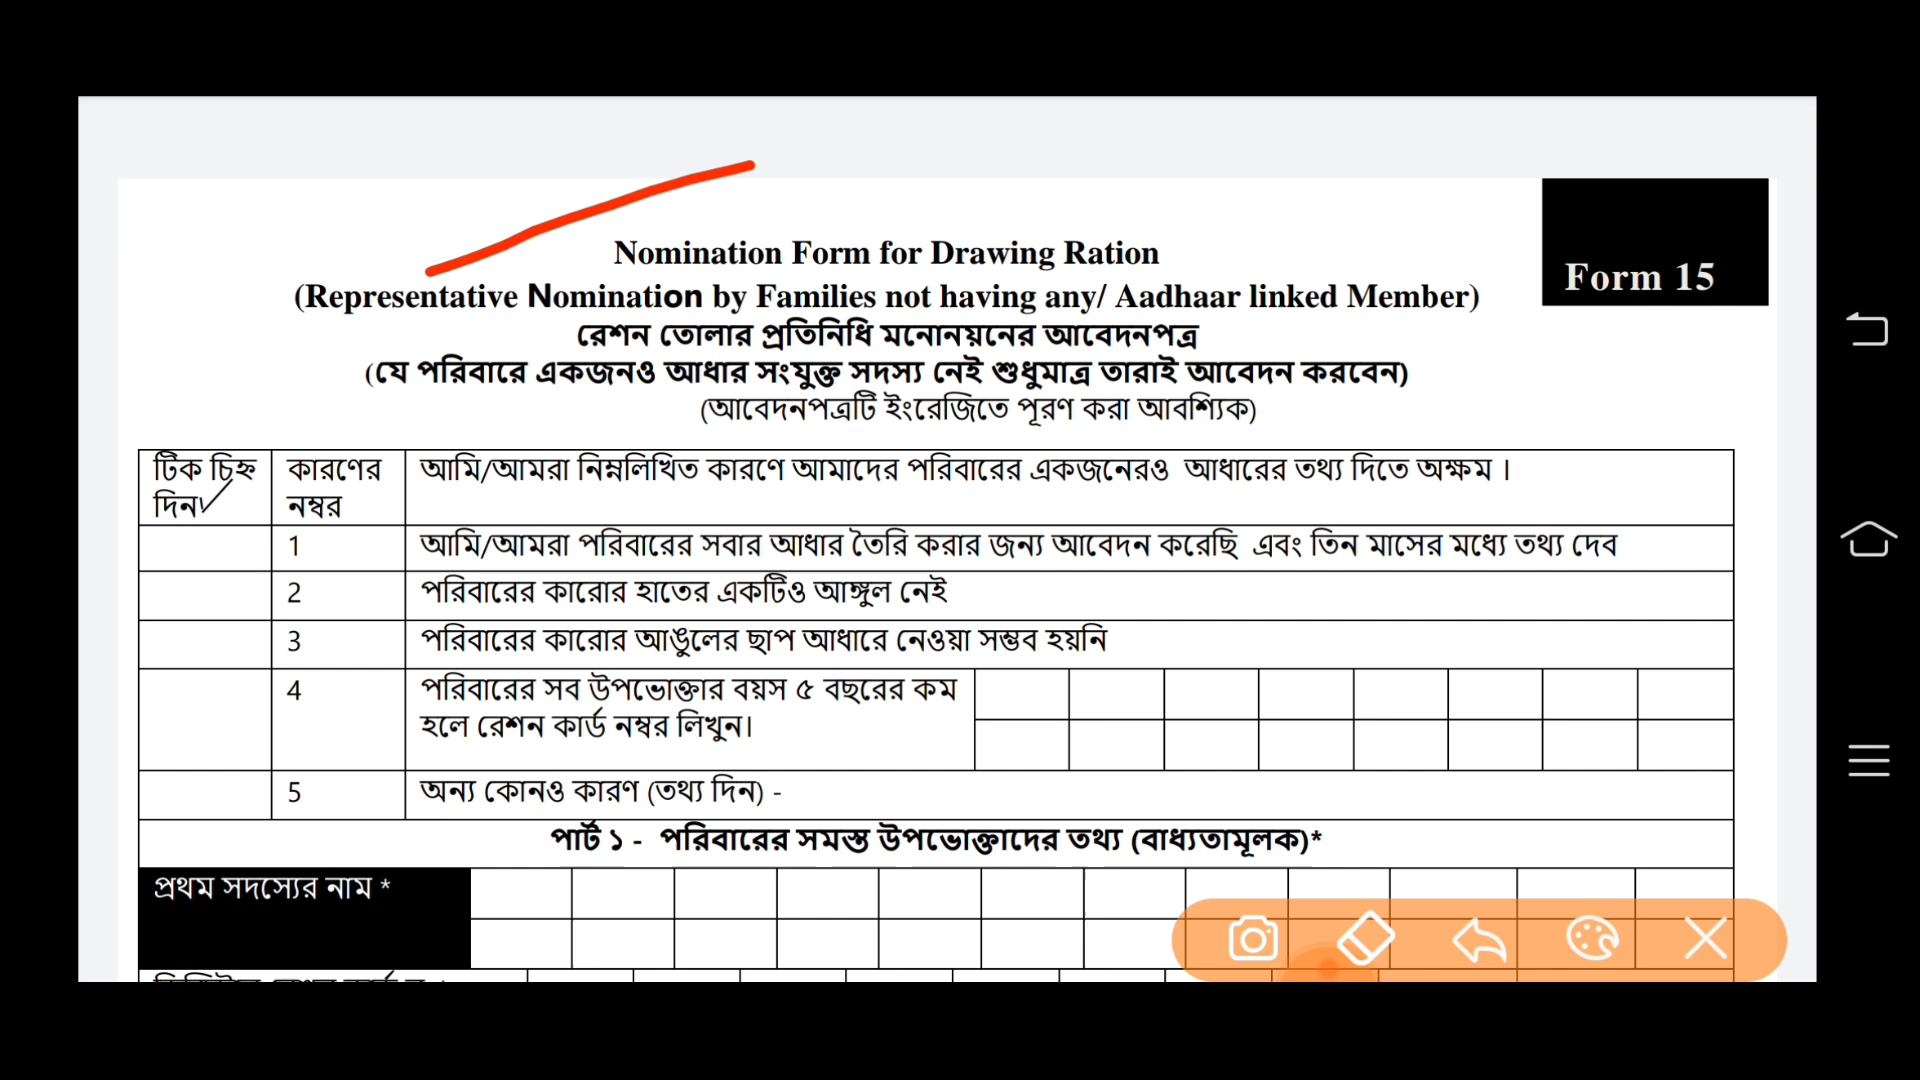 Form 15
Nomination Form for Drawing Ration
(Representative Nomination by Families not having any/ Aadhaar linked Member)
রেশন তোলার প্রতিনিধি মনোনয়নের আবেদনপত্র
(যে পরিবারে একজনও আধার সংযুক্ত সদস্য নেই শুধুমাত্র তারাই আবেদন করবেন)
(আবেদনপত্রটি ইংরেজিতে পূরণ করা আবশ্যিক)
টিক চিহ্ন দিন✓ কারণের নম্বর আমি/আমরা নিম্নলিখিত কারণে আমাদের পরিবারের একজনেরও আধারের তথ্য দিতে অক্ষম ।
1 আমি/আমরা পরিবারের সবার আধার তৈরি করার জন্য আবেদন করেছি এবং তিন মাসের মধ্যে তথ্য দেব
2 পরিবারের কারোর হাতের একটিও আঙ্গুল নেই
3 পরিবারের কারোর আঙুলের ছাপ আধারে নেওয়া সম্ভব হয়নি
4 পরিবারের সব উপভোক্তার বয়স ৫ বছরের কম
হলে রেশন কার্ড নম্বর লিখুন।
5 অন্য কোনও কারণ (তথ্য দিন) -
পার্ট ১ - পরিবারের সমস্ত উপভোক্তাদের তথ্য (বাধ্যতামূলক)*
প্রথম সদস্যের নাম *